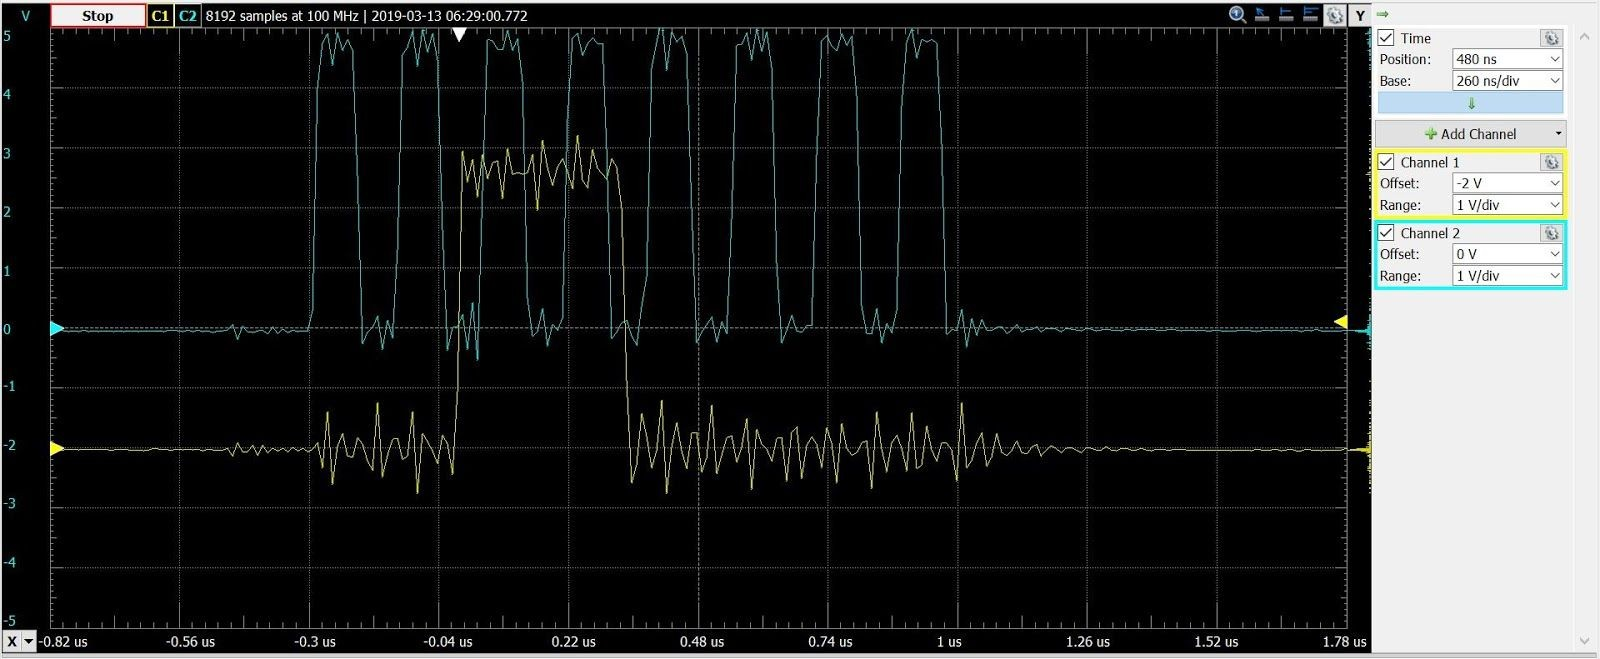 V Stop C1 C2 8192 samples at 100 MHz | 2019-03-13 06:29:00.772 1 Y
5
4
3
2
1
0
-1
-2
-3
-4
-5
X -0.82 us -0.56 us -0.3 us -0.04 us 0.22 us 0.48 us 0.74 us 1 us 1.26 us 1.52 us 1.78 us
Time
Position: 480 ns
Base: 260 ns/div
Add Channel
Channel 1
Offset: -2 V
Range: 1 V/div
Channel 2
Offset: 0 V
Range: 1 V/div